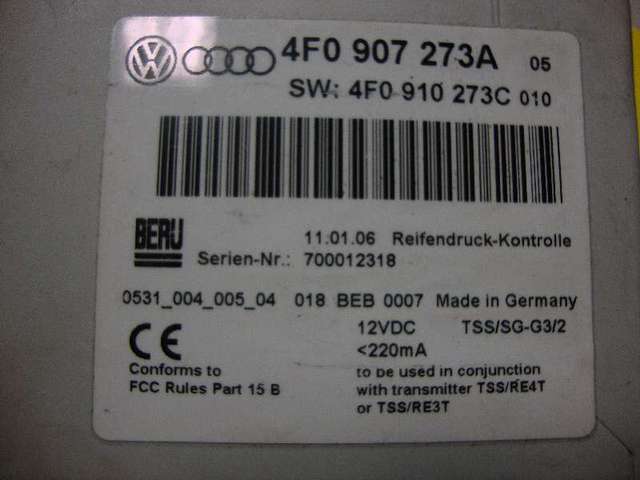 4F0 907 273A 05
SW: 4F0 910 273C 010
BERU
11.01.06 Reifendruck-Kontrolle
Serien-Nr.: 700012318
0531_004_005_04 018 BEB 0007 Made in Germany
CE 12VDC TSS/SG-G3/2
<220mA
Conforms to
FCC Rules Part 15 B
to be used in conjunction
with transmitter TSS/RE4T
or TSS/RE3T